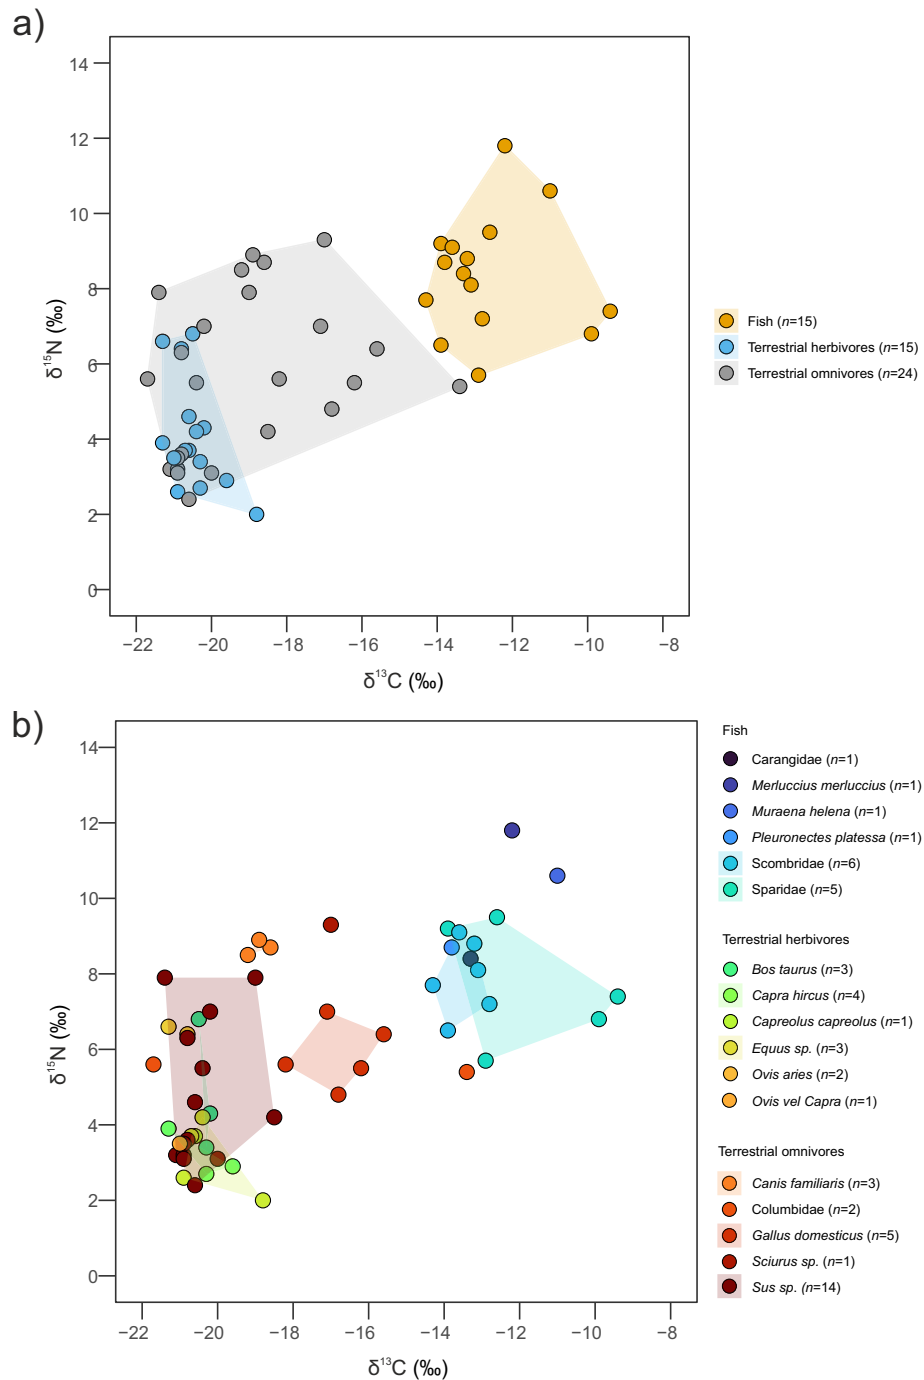 a)
14
12
10
8
6
4
2
0
δ¹⁵N (‰)
−22
−20
−18
−16
−14
−12
−10
−8
δ¹³C (‰)
Fish (n=15)
Terrestrial herbivores (n=15)
Terrestrial omnivores (n=24)
b)
14
12
10
8
6
4
2
0
δ¹⁵N (‰)
−22
−20
−18
−16
−14
−12
−10
−8
δ¹³C (‰)
Fish
Carangidae (n=1)
Merluccius merluccius (n=1)
Muraena helena (n=1)
Pleuronectes platessa (n=1)
Scombridae (n=6)
Sparidae (n=5)
Terrestrial herbivores
Bos taurus (n=3)
Capra hircus (n=4)
Capreolus capreolus (n=1)
Equus sp. (n=3)
Ovis aries (n=2)
Ovis vel Capra (n=1)
Terrestrial omnivores
Canis familiaris (n=3)
Columbidae (n=2)
Gallus domesticus (n=5)
Sciurus sp. (n=1)
Sus sp. (n=14)